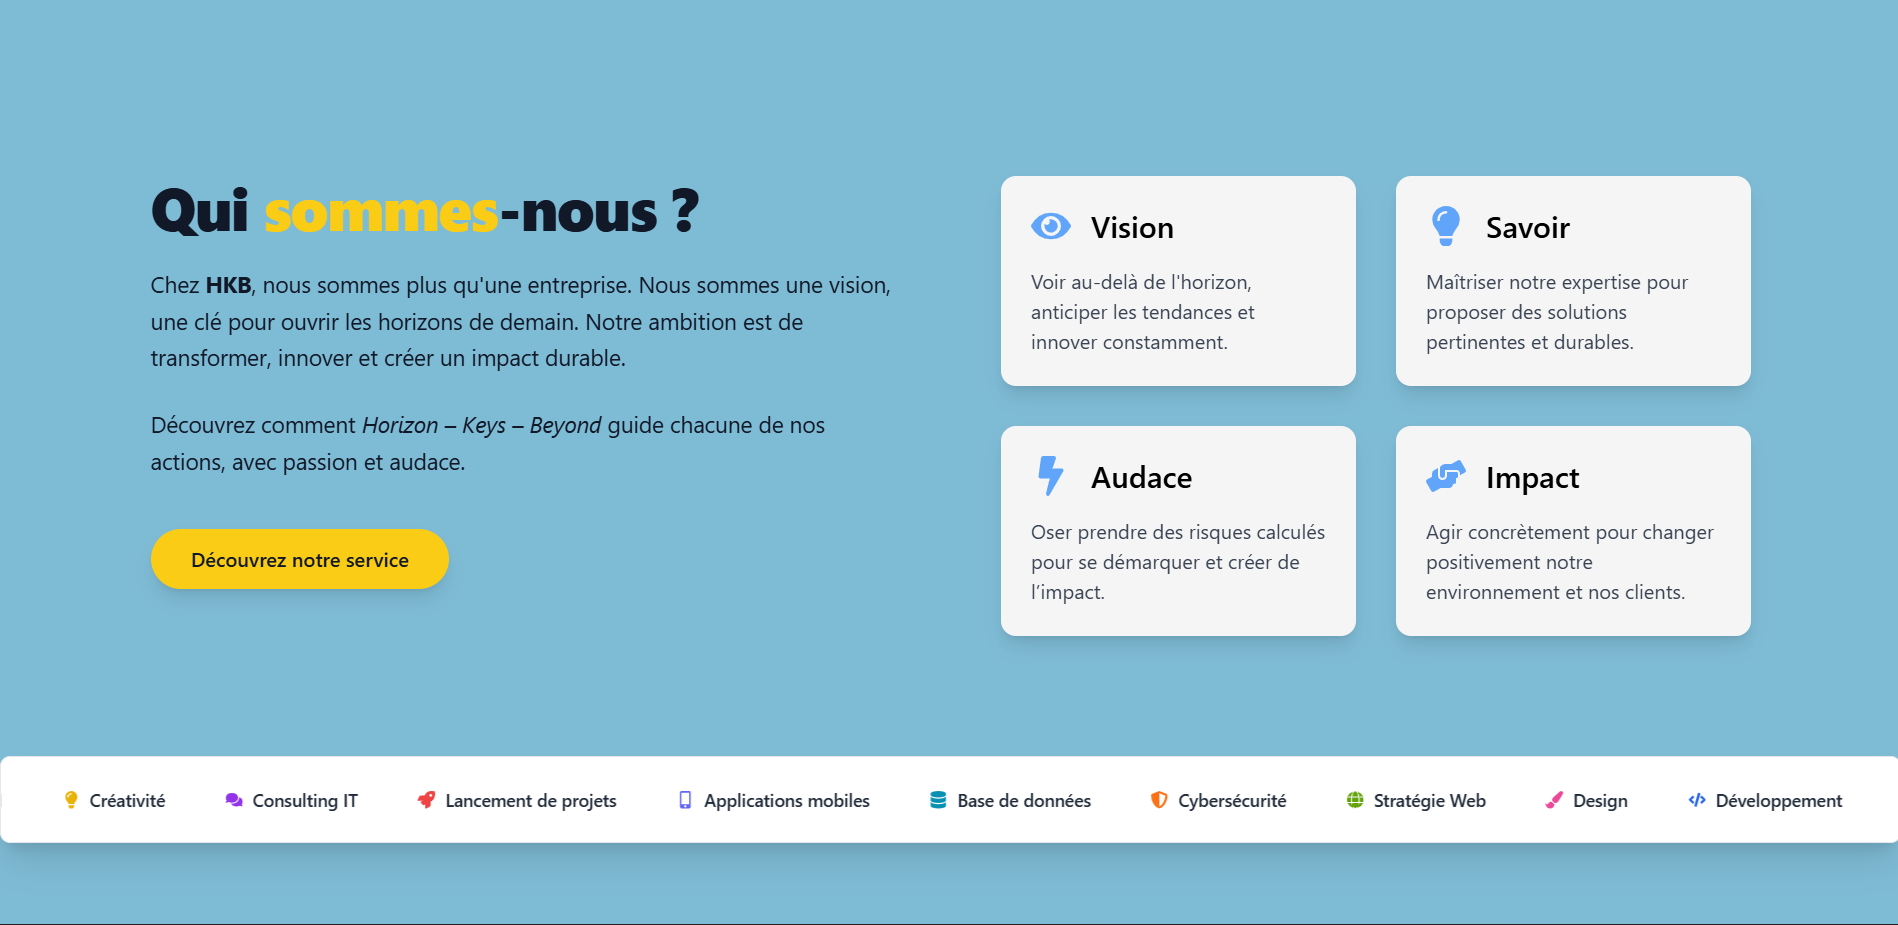 Qui sommes-nous ?
Chez HKB, nous sommes plus qu'une entreprise. Nous sommes une vision,
une clé pour ouvrir les horizons de demain. Notre ambition est de
transformer, innover et créer un impact durable.
Découvrez comment Horizon – Keys – Beyond guide chacune de nos
actions, avec passion et audace.
Découvrez notre service
Vision
Voir au-delà de l'horizon,
anticiper les tendances et
innover constamment.
Savoir
Maîtriser notre expertise pour
proposer des solutions
pertinentes et durables.
Audace
Oser prendre des risques calculés
pour se démarquer et créer de
l’impact.
Impact
Agir concrètement pour changer
positivement notre
environnement et nos clients.
Créativité
Consulting IT
Lancement de projets
Applications mobiles
Base de données
Cybersécurité
Stratégie Web
Design
Développement